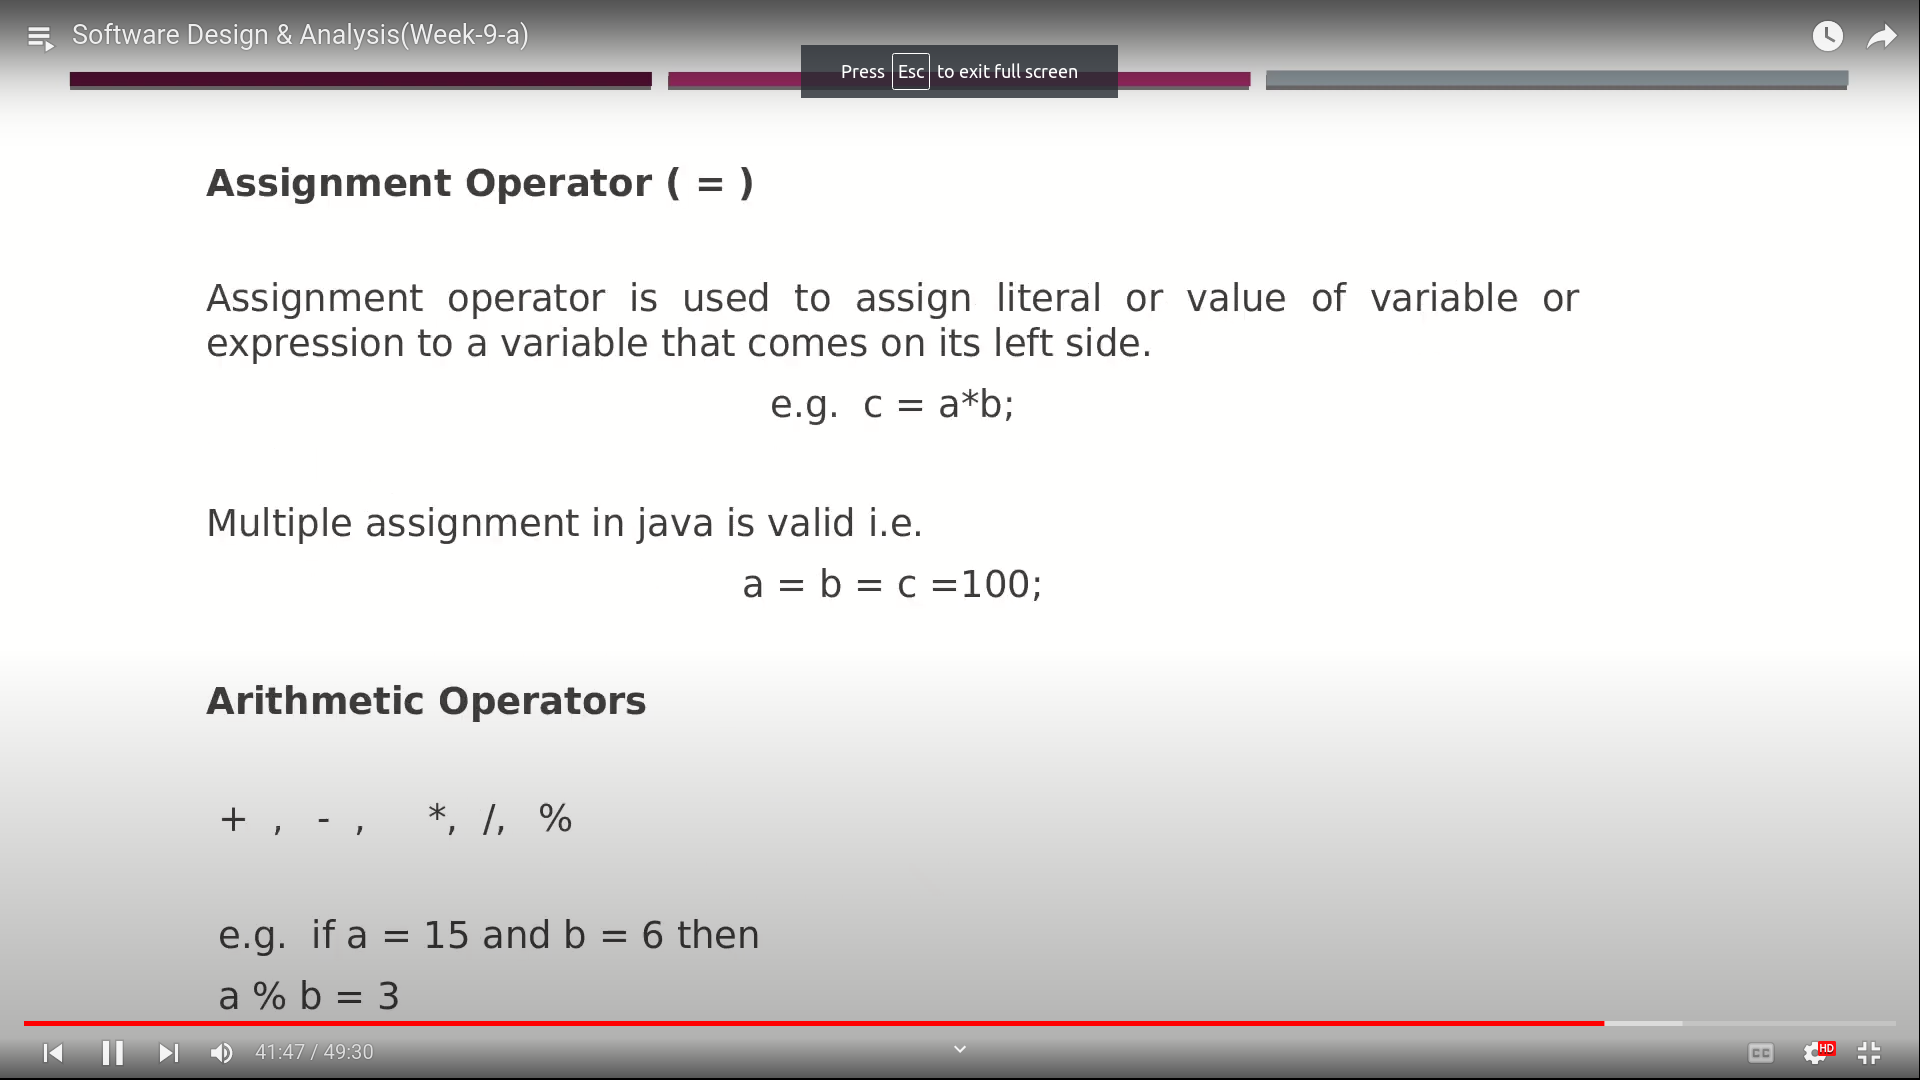 Software Design & Analysis(Week-9-a)
Press Esc to exit full screen
Assignment Operator ( = )
Assignment operator is used to assign literal or value of variable or
expression to a variable that comes on its left side.
e.g. c = a*b;
Multiple assignment in java is valid i.e.
a = b = c =100;
Arithmetic Operators
+ , - , *, /, %
e.g. if a = 15 and b = 6 then
a % b = 3
41:47 / 49:30
CC
HD